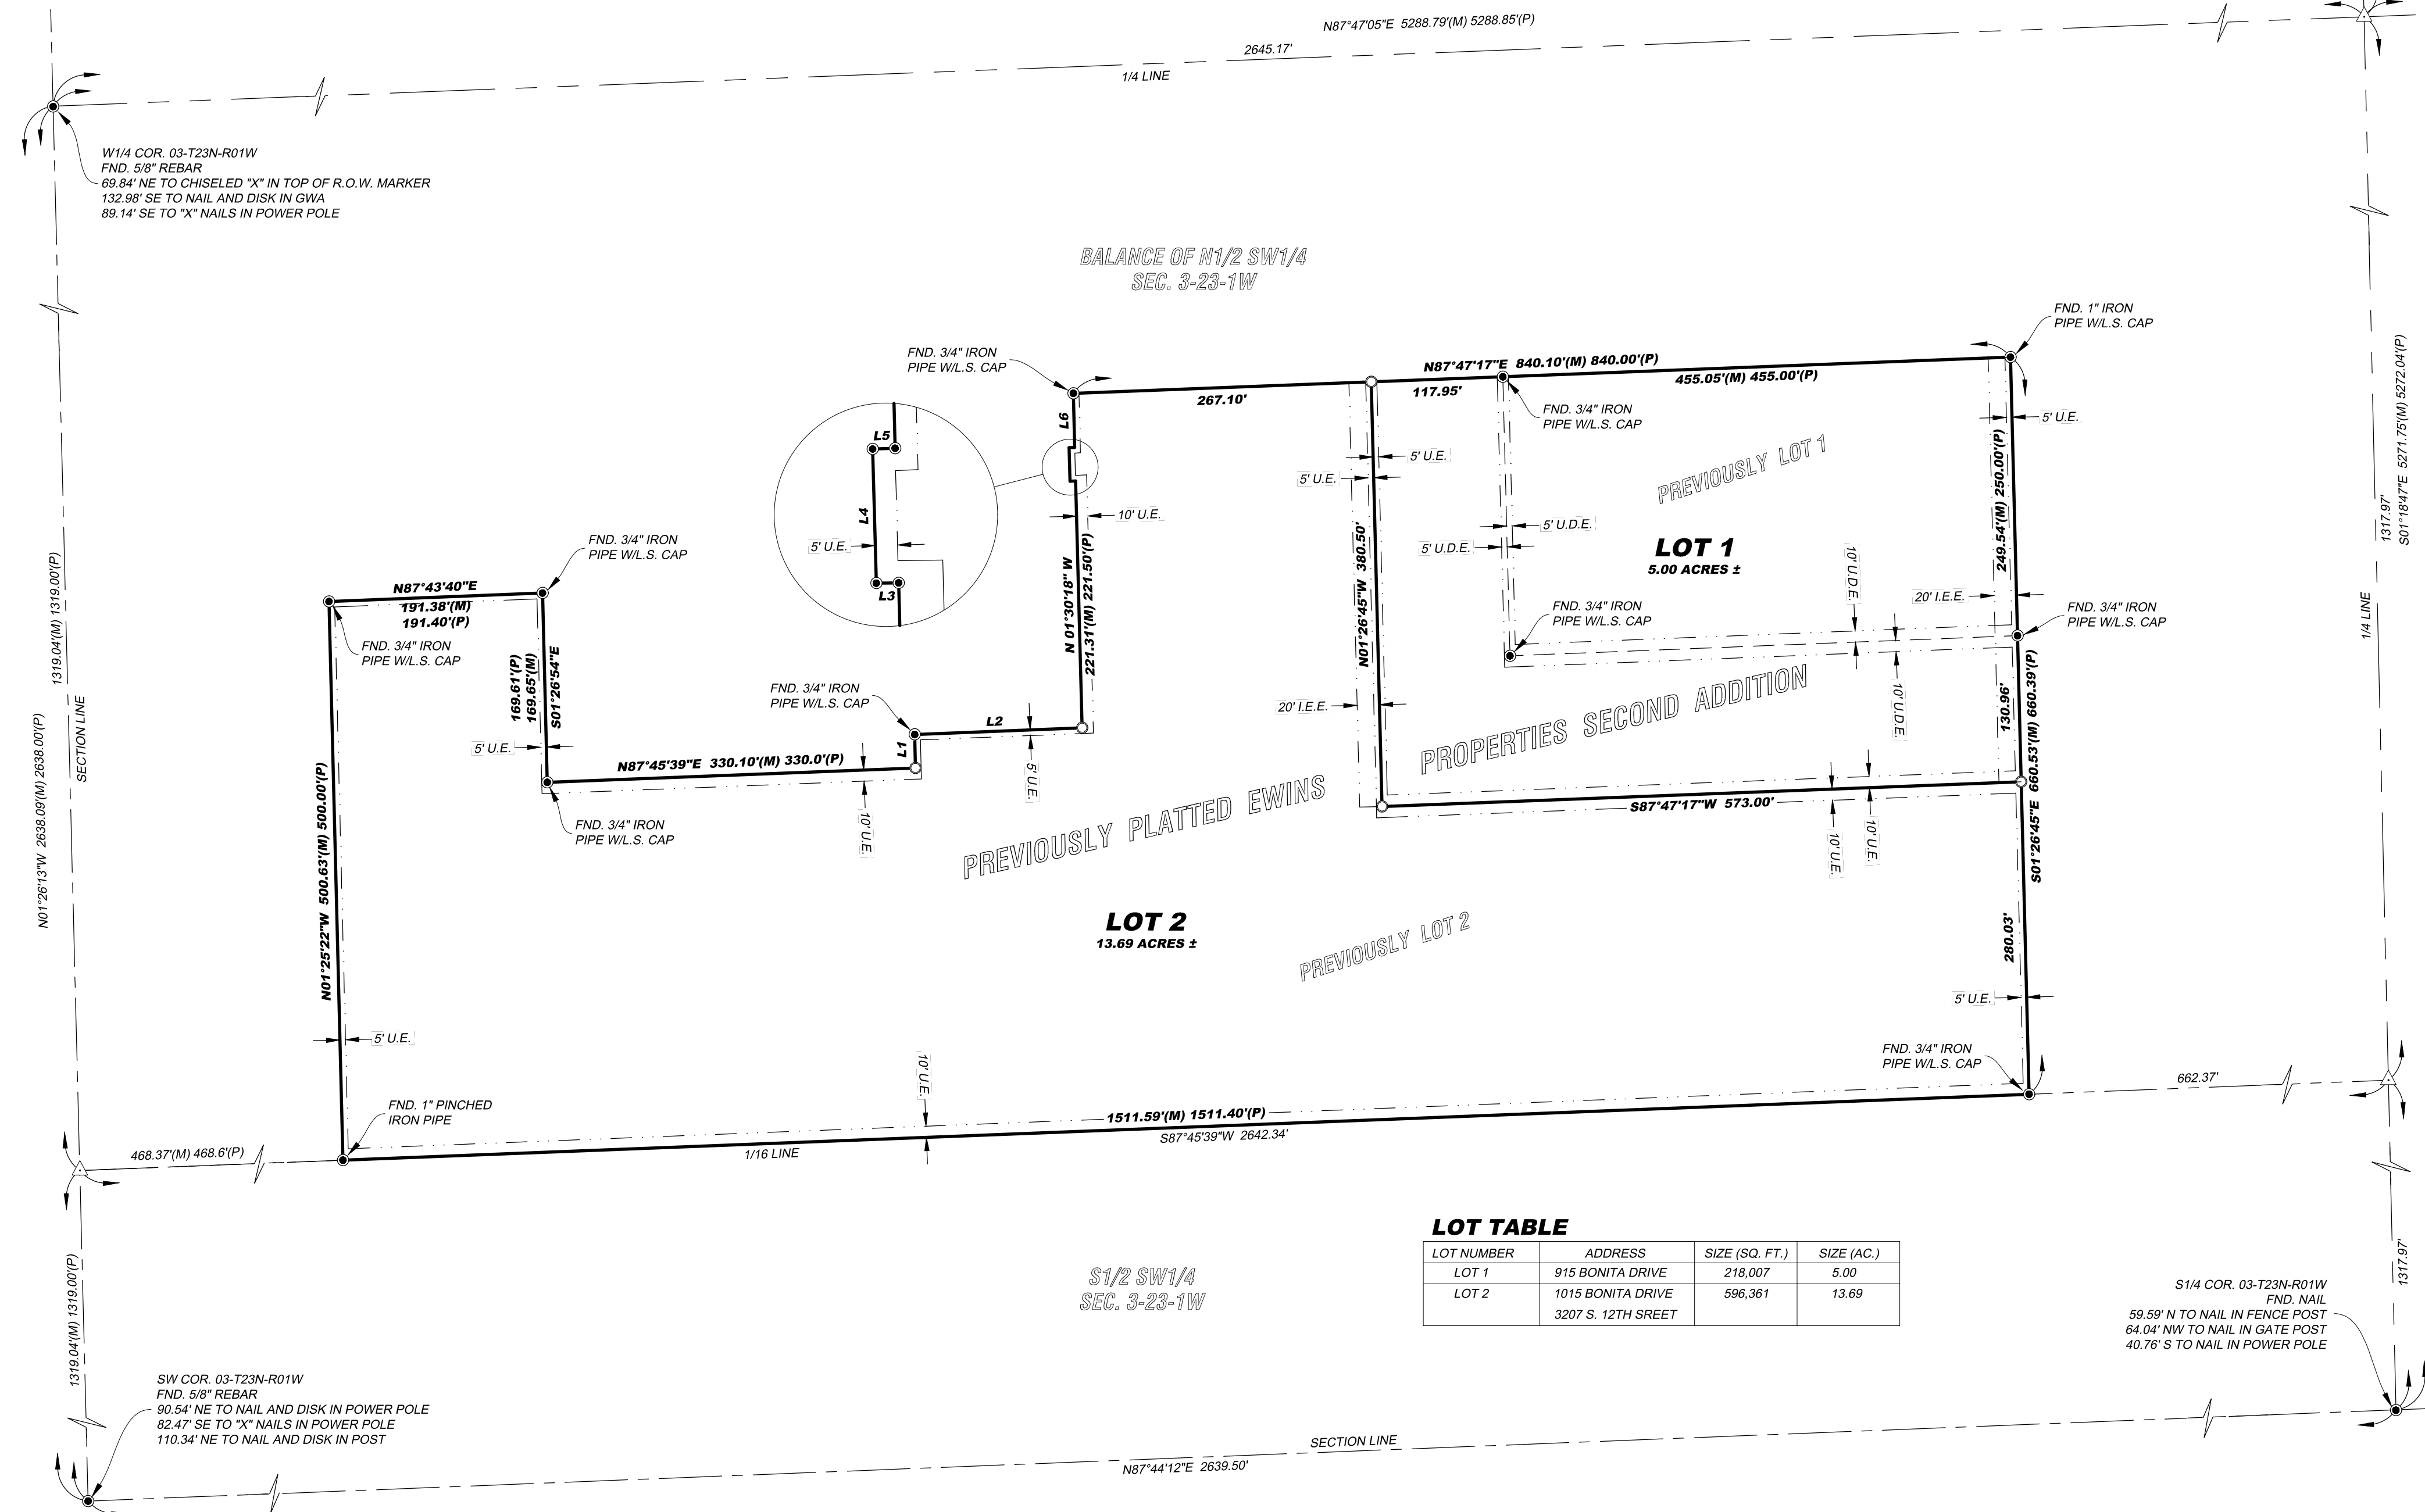 N87°47'05"E 5288.79'(M) 5288.85'(P)
2645.17'
1/4 LINE
W1/4 COR. 03-T23N-R01W
FND. 5/8" REBAR
69.84' NE TO CHISELED "X" IN TOP OF R.O.W. MARKER
132.98' SE TO NAIL AND DISK IN GWA
89.14' SE TO "X" NAILS IN POWER POLE
BALANCE OF N1/2 SW1/4
SEC. 3-23-1W
FND. 1" IRON
PIPE W/L.S. CAP
FND. 3/4" IRON
PIPE W/L.S. CAP
N87°47'17"E 840.10'(M) 840.00'(P)
267.10'
117.95'
455.05'(M) 455.00'(P)
FND. 3/4" IRON
PIPE W/L.S. CAP
5' U.E.
L6
L5
L4
L3
5' U.E.
10' U.E.
5' U.E.
5' U.E.
PREVIOUSLY LOT 1
5' U.D.E.
5' U.D.E.
LOT 1
5.00 ACRES ±
249.54'(M) 250.00'(P)
10' U.D.E.
20' I.E.E.
1317.97'
S01°18'47"E 5271.75'(M) 5272.04'(P)
1/4 LINE
FND. 3/4" IRON
PIPE W/L.S. CAP
FND. 3/4" IRON
PIPE W/L.S. CAP
N01°26'45"W 380.50'
N 01°30'18" W
221.31'(M) 221.50'(P)
FND. 3/4" IRON
PIPE W/L.S. CAP
N87°43'40"E
191.38'(M)
191.40'(P)
FND. 3/4" IRON
PIPE W/L.S. CAP
169.61'(P)
169.65'(M)
S01°26'54"E
1319.04'(M) 1319.00'(P)
SECTION LINE
N01°26'13"W 2638.09'(M) 2638.00'(P)
FND. 3/4" IRON
PIPE W/L.S. CAP
L2
L1
5' U.E.
20' I.E.E.
10' U.D.E.
130.96'
S01°26'45"E 660.53'(M) 660.39'(P)
N87°45'39"E 330.10'(M) 330.0'(P)
5' U.E.
10' U.E.
FND. 3/4" IRON
PIPE W/L.S. CAP
PREVIOUSLY PLATTED EWINS PROPERTIES SECOND ADDITION
S87°47'17"W 573.00'
10' U.E.
10' U.E.
N01°25'22"W 500.63'(M) 500.00'(P)
LOT 2
13.69 ACRES ±
PREVIOUSLY LOT 2
280.03'
5' U.E.
5' U.E.
10' U.E.
FND. 3/4" IRON
PIPE W/L.S. CAP
FND. 1" PINCHED
IRON PIPE
1511.59'(M) 1511.40'(P)
S87°45'39"W 2642.34'
1/16 LINE
468.37'(M) 468.6'(P)
662.37'
LOT TABLE
LOT NUMBER ADDRESS SIZE (SQ. FT.) SIZE (AC.)
LOT 1 915 BONITA DRIVE 218,007 5.00
LOT 2 1015 BONITA DRIVE 596,361 13.69
3207 S. 12TH SREET
S1/2 SW1/4
SEC. 3-23-1W
1319.04'(M) 1319.00'(P)
1317.97'
S1/4 COR. 03-T23N-R01W
FND. NAIL
59.59' N TO NAIL IN FENCE POST
64.04' NW TO NAIL IN GATE POST
40.76' S TO NAIL IN POWER POLE
SW COR. 03-T23N-R01W
FND. 5/8" REBAR
90.54' NE TO NAIL AND DISK IN POWER POLE
82.47' SE TO "X" NAILS IN POWER POLE
110.34' NE TO NAIL AND DISK IN POST
SECTION LINE
N87°44'12"E 2639.50'